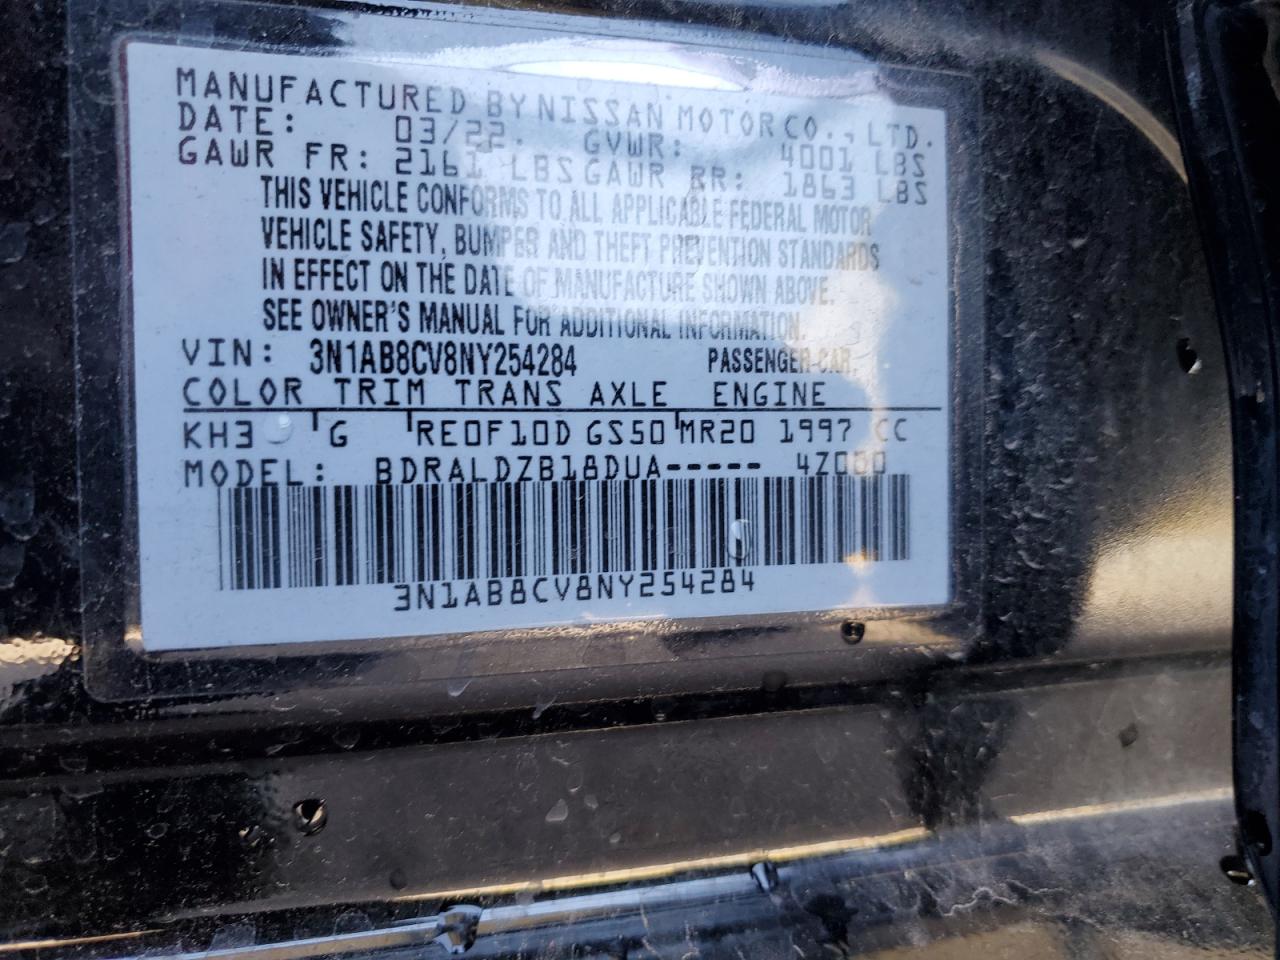 MANUFACTURED BY NISSAN MOTOR CO., LTD.
DATE: 03/22. GVWR: 4001 LBS
GAWR FR: 2161 LBS GAWR RR: 1863 LBS
THIS VEHICLE CONFORMS TO ALL APPLICABLE FEDERAL MOTOR
VEHICLE SAFETY, BUMPER AND THEFT PREVENTION STANDARDS
IN EFFECT ON THE DATE OF MANUFACTURE SHOWN ABOVE.
SEE OWNER'S MANUAL FOR ADDITIONAL INFORMATION.
VIN: 3N1AB8CV8NY254284 PASSENGER CAR.
COLOR TRIM TRANS AXLE ENGINE
KH3 G RE0F10D GS50 MR20 1997 CC
MODEL: BDRALDZB18DUA-----
3N1AB8CV8NY254284